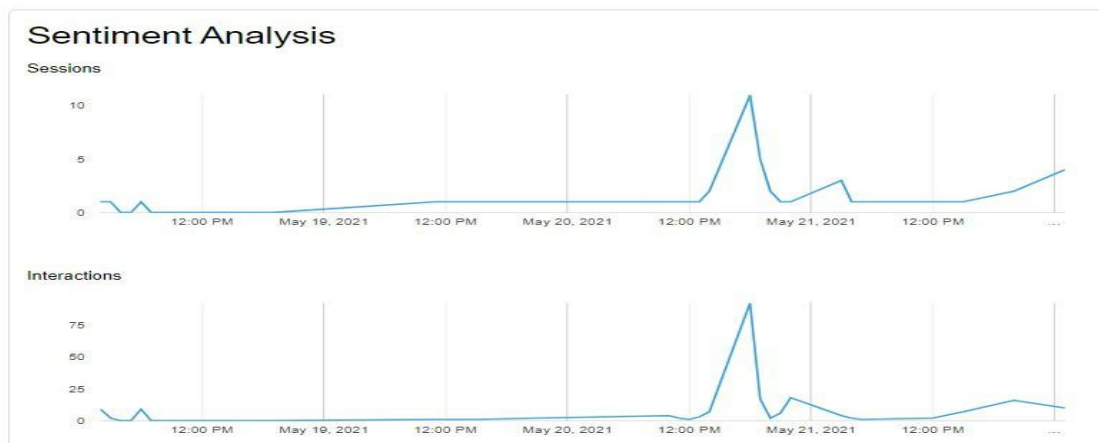 Sentiment Analysis
Sessions
10
5
0
12:00 PM May 19, 2021 12:00 PM May 20, 2021 12:00 PM May 21, 2021 12:00 PM ...
Interactions
75
50
25
0
12:00 PM May 19, 2021 12:00 PM May 20, 2021 12:00 PM May 21, 2021 12:00 PM ...